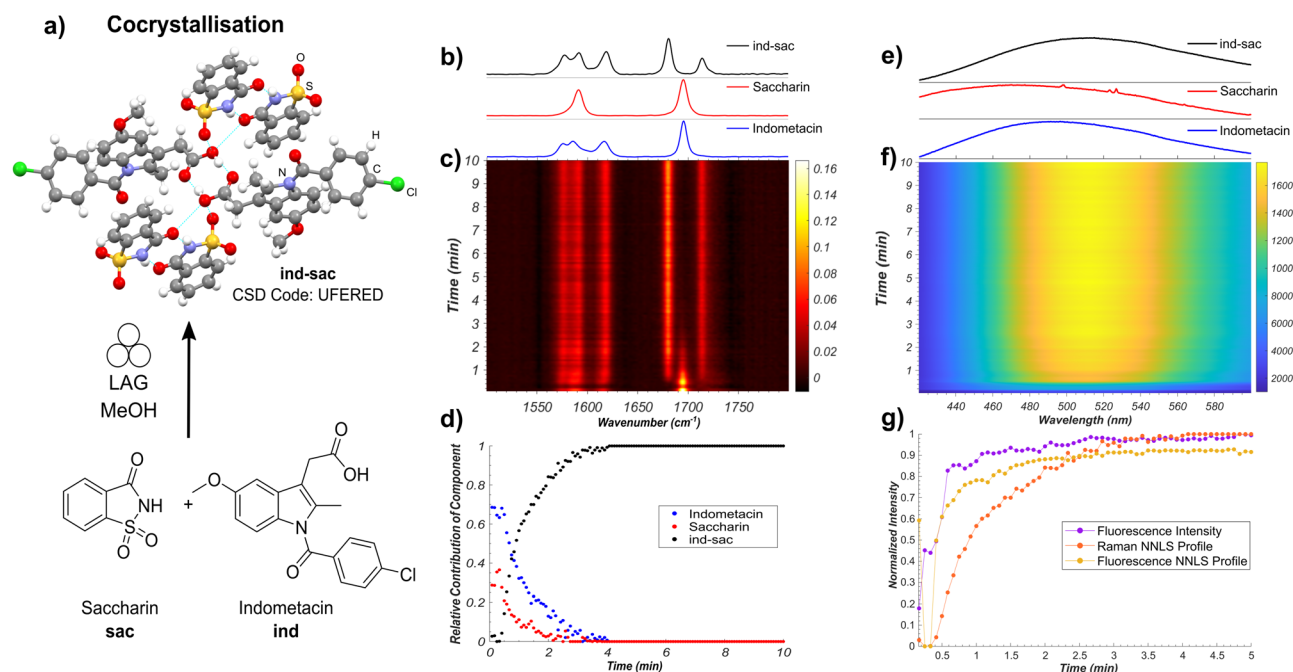 a)
Cocrystallisation
O
S
H
C
N
Cl
ind-sac
CSD Code: UFERED
LAG
MeOH
O
NH
S
O
O
+
O
OH
O
N
O
Cl
Saccharin
sac
Indometacin
ind
b)
ind-sac
Saccharin
Indometacin
c)
10
9
8
7
6
5
4
3
2
1
Time (min)
1550
1600
1650
1700
1750
Wavenumber (cm-1)
0.16
0.14
0.12
0.1
0.08
0.06
0.04
0.02
0
d)
1
0.8
0.6
0.4
0.2
0
Relative Contribution of Component
Indometacin
Saccharin
ind-sac
0
2
4
6
8
10
Time (min)
e)
ind-sac
Saccharin
Indometacin
f)
10
9
8
7
6
5
4
3
2
1
Time (min)
440
460
480
500
520
540
560
580
Wavelength (nm)
1600
1400
1200
1000
8000
6000
4000
2000
g)
1
0.9
0.8
0.7
0.6
0.5
0.4
0.3
0.2
0.1
0
Normalized Intensity
Fluorescence Intensity
Raman NNLS Profile
Fluorescence NNLS Profile
0.5
1
1.5
2
2.5
3
3.5
4
4.5
5
Time (min)